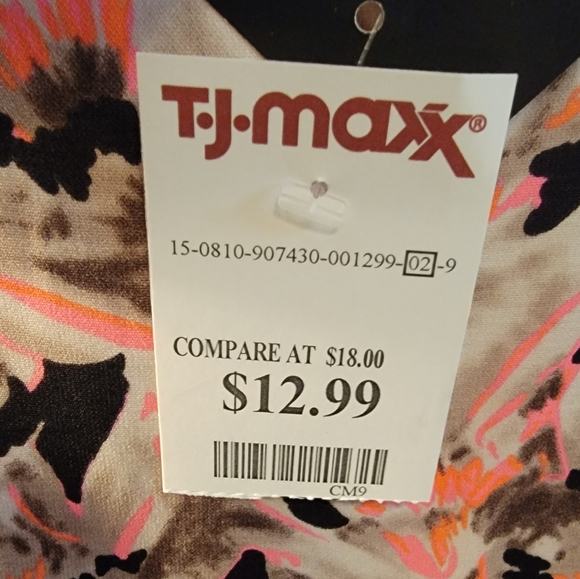 T·J·maxx®
15-0810-907430-001299-02-9
COMPARE AT $18.00
$12.99
CM9